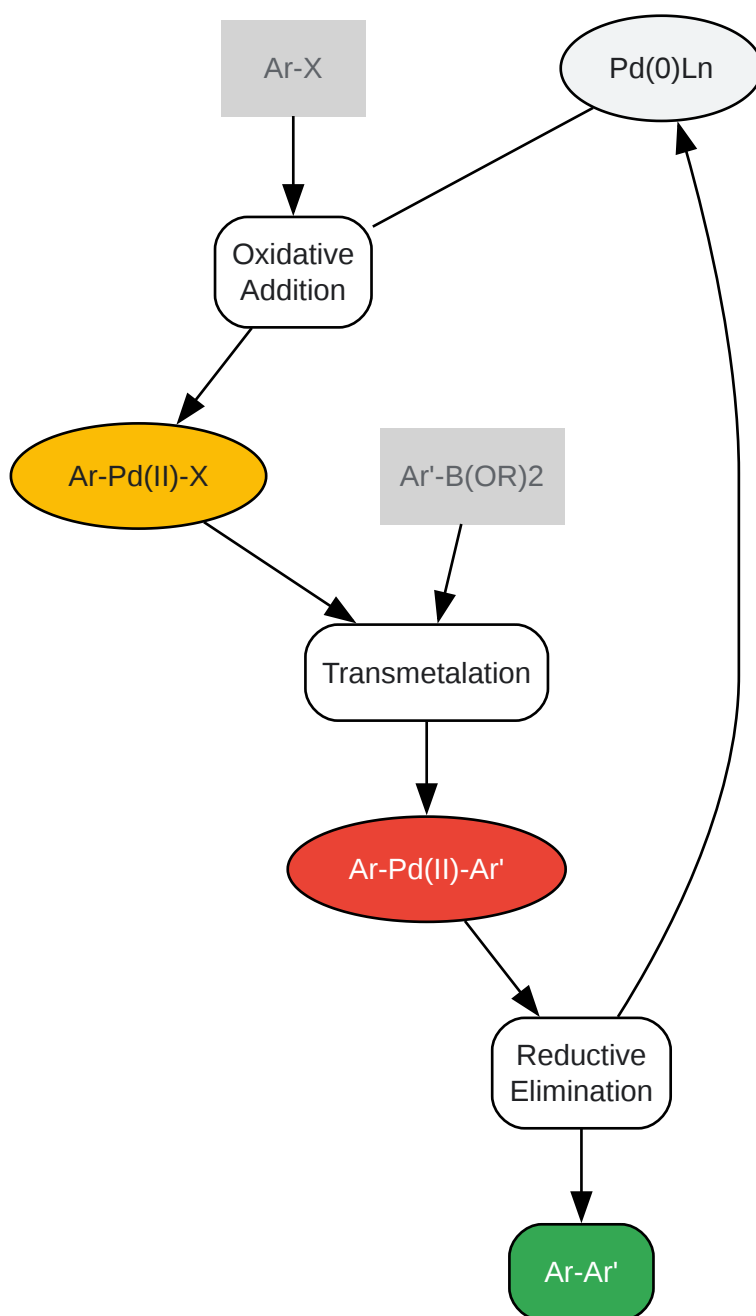 Ar-X
Pd(0)Ln
Oxidative
Addition
Ar-Pd(II)-X
Ar'-B(OR)2
Transmetalation
Ar-Pd(II)-Ar'
Reductive
Elimination
Ar-Ar'